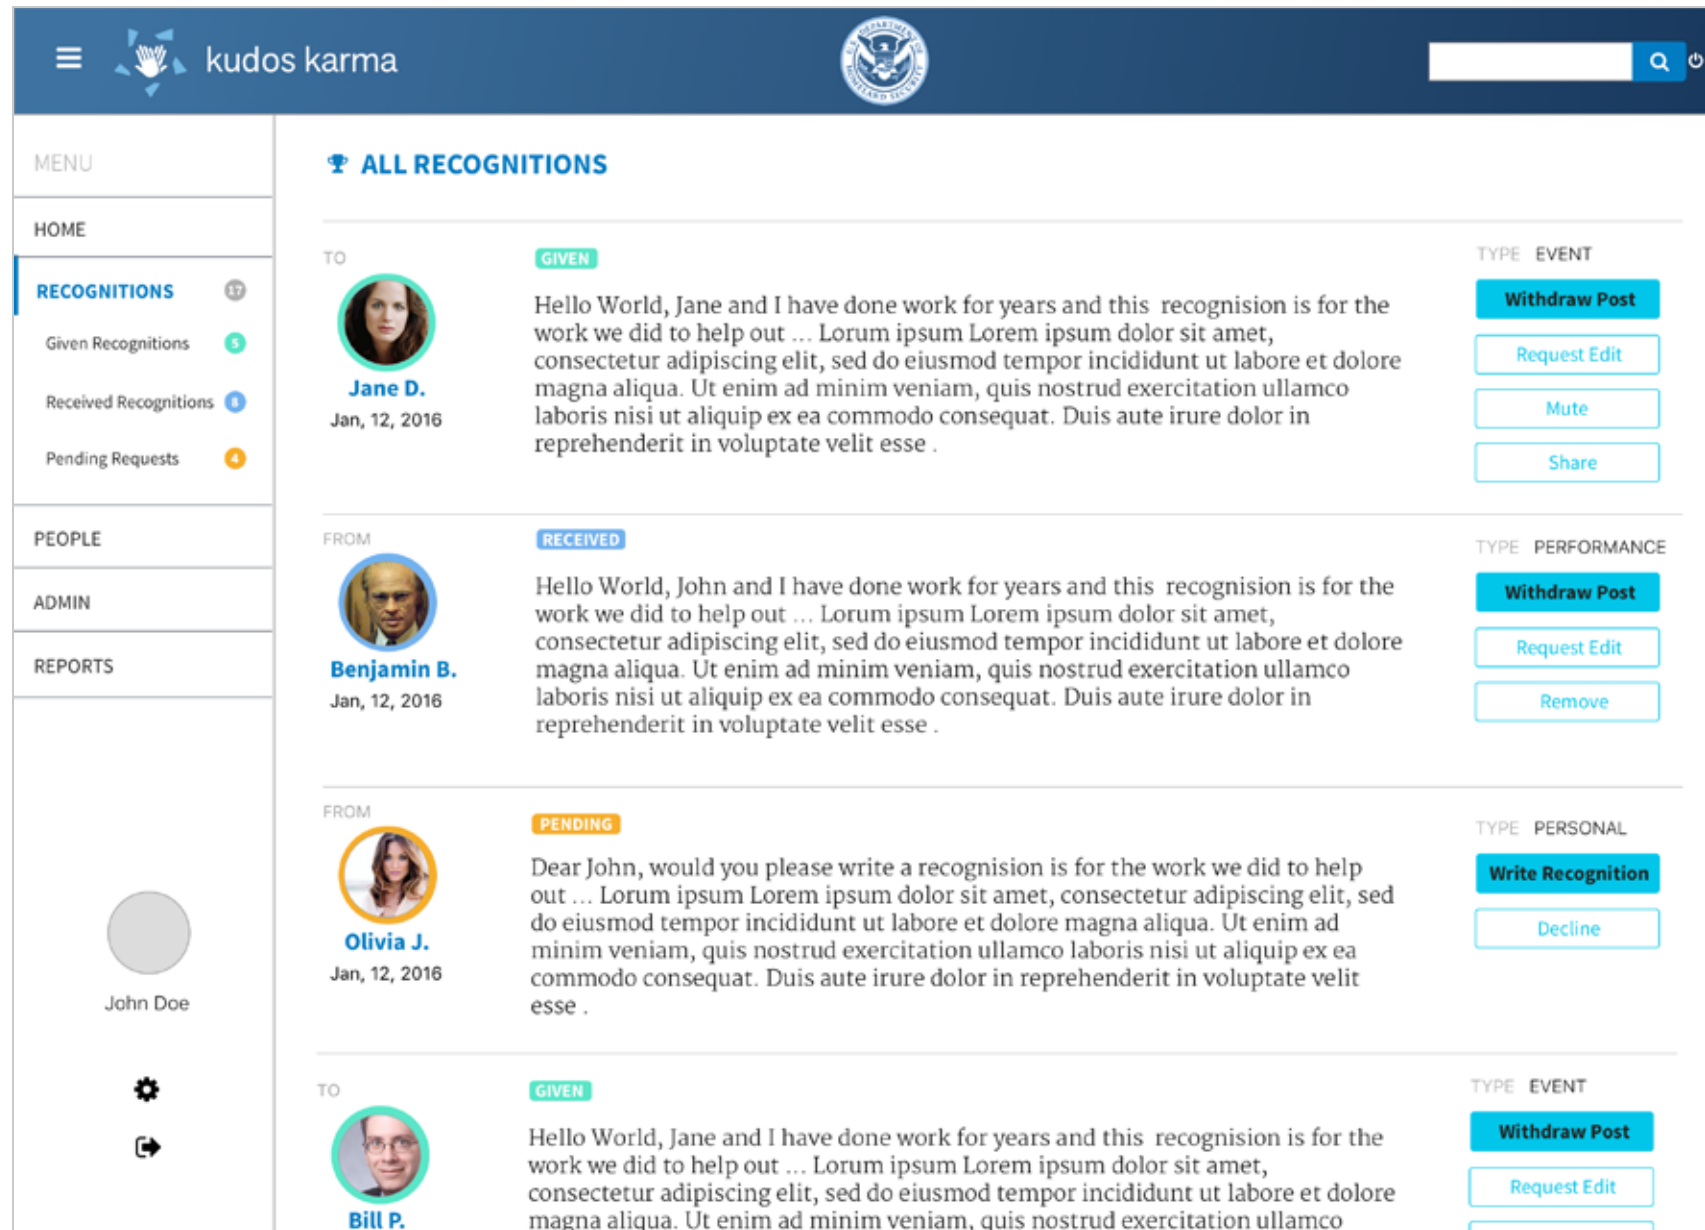 kudos karma
U.S. DEPARTMENT OF HOMELAND SECURITY
MENU
HOME
RECOGNITIONS 17
Given Recognitions 5
Received Recognitions 8
Pending Requests 4
PEOPLE
ADMIN
REPORTS
John Doe
ALL RECOGNITIONS
TO
Jane D.
Jan, 12, 2016
GIVEN
Hello World, Jane and I have done work for years and this recognision is for the
work we did to help out ... Lorum ipsum Lorem ipsum dolor sit amet,
consectetur adipiscing elit, sed do eiusmod tempor incididunt ut labore et dolore
magna aliqua. Ut enim ad minim veniam, quis nostrud exercitation ullamco
laboris nisi ut aliquip ex ea commodo consequat. Duis aute irure dolor in
reprehenderit in voluptate velit esse .
TYPE EVENT
Withdraw Post
Request Edit
Mute
Share
FROM
Benjamin B.
Jan, 12, 2016
RECEIVED
Hello World, John and I have done work for years and this recognision is for the
work we did to help out ... Lorum ipsum Lorem ipsum dolor sit amet,
consectetur adipiscing elit, sed do eiusmod tempor incididunt ut labore et dolore
magna aliqua. Ut enim ad minim veniam, quis nostrud exercitation ullamco
laboris nisi ut aliquip ex ea commodo consequat. Duis aute irure dolor in
reprehenderit in voluptate velit esse .
TYPE PERFORMANCE
Withdraw Post
Request Edit
Remove
FROM
Olivia J.
Jan, 12, 2016
PENDING
Dear John, would you please write a recognision is for the work we did to help
out ... Lorum ipsum Lorem ipsum dolor sit amet, consectetur adipiscing elit, sed
do eiusmod tempor incididunt ut labore et dolore magna aliqua. Ut enim ad
minim veniam, quis nostrud exercitation ullamco laboris nisi ut aliquip ex ea
commodo consequat. Duis aute irure dolor in reprehenderit in voluptate velit
esse .
TYPE PERSONAL
Write Recognition
Decline
TO
Bill P.
GIVEN
Hello World, Jane and I have done work for years and this recognision is for the
work we did to help out ... Lorum ipsum Lorem ipsum dolor sit amet,
consectetur adipiscing elit, sed do eiusmod tempor incididunt ut labore et dolore
magna aliqua. Ut enim ad minim veniam, quis nostrud exercitation ullamco
TYPE EVENT
Withdraw Post
Request Edit